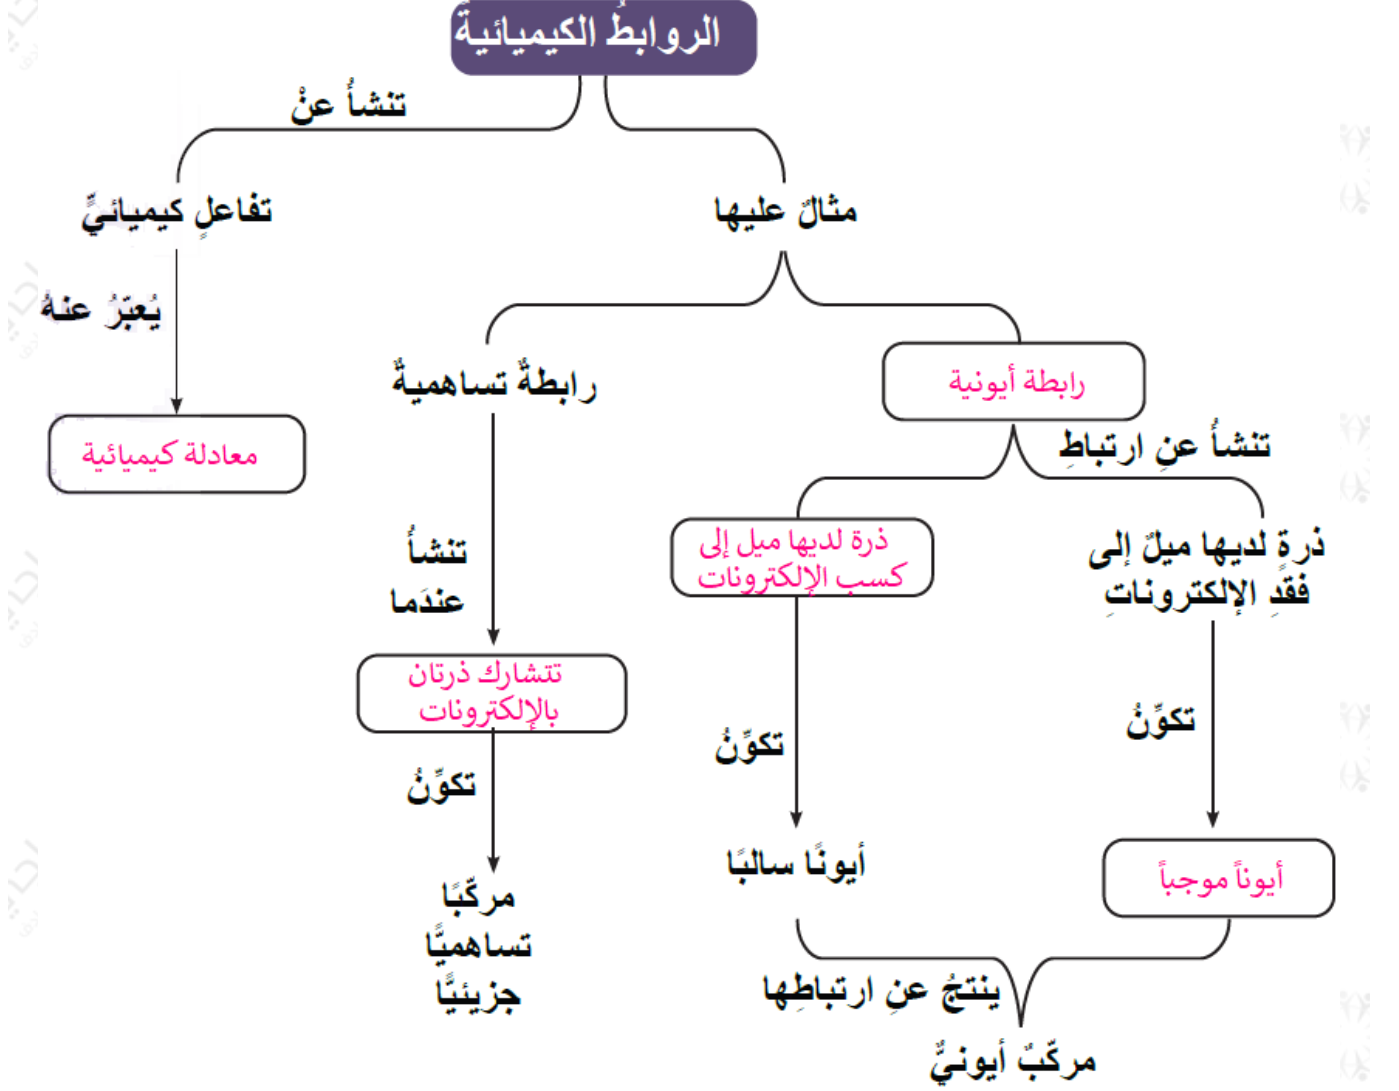 الروابطُ الكيميائيةُ
تنشأُ عنْ
تفاعلٍ كيميائيٍّ
مثالٌ عليها
يُعبّرُ عنهُ
معادلة كيميائية
رابطةٌ تساهميةٌ
رابطة أيونية
تنشأُ عنِ ارتباطِ
ذرةٍ لديها ميلٌ إلى
فقدِ الإلكتروناتِ
ذرة لديها ميل إلى
كسب الإلكترونات
تنشأُ
عندَما
تتشارك ذرتان
بالإلكترونات
تكوِّنُ
تكوِّنُ
تكوِّنُ
مركّبًا
تساهميًّا
جزيئيًّا
أيونًا سالبًا
أيوناً موجباً
ينتجُ عنِ ارتباطِها
مركّبٌ أيونيٌّ